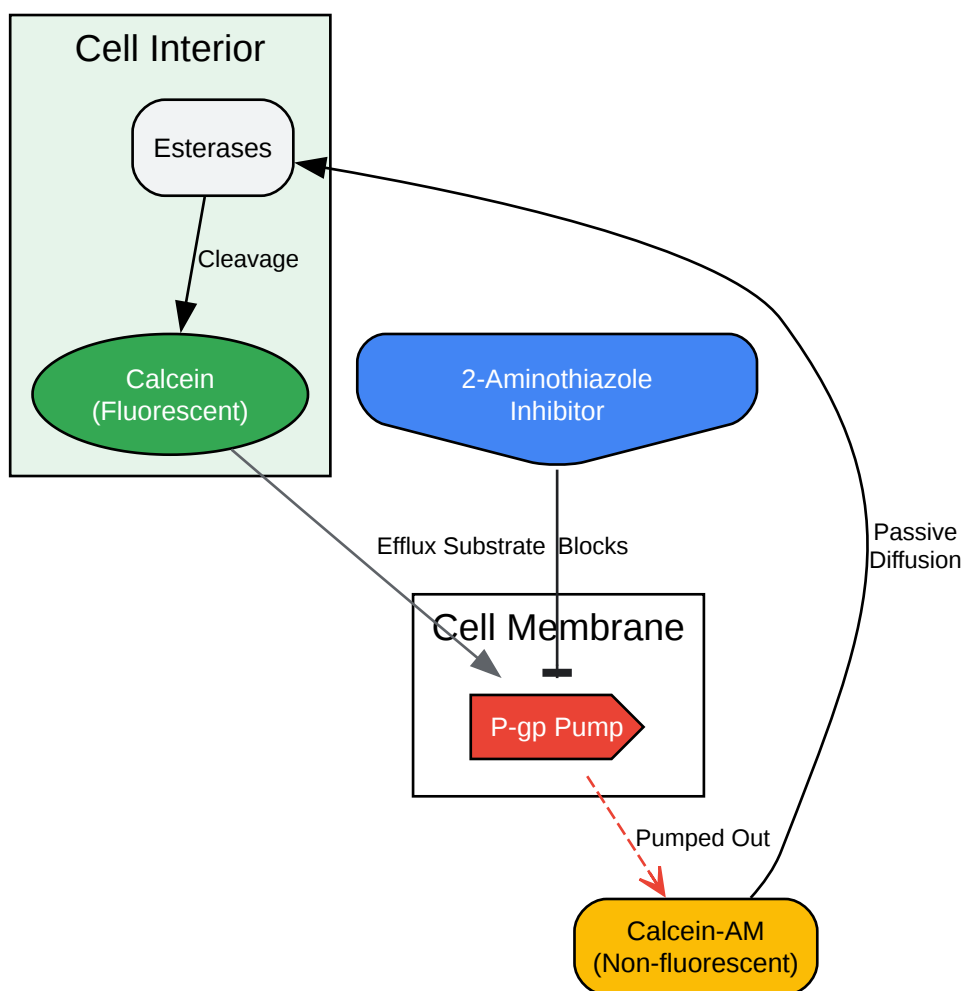 Cell Interior
Esterases
Cleavage
Calcein
(Fluorescent)
2-Aminothiazole
Inhibitor
Efflux Substrate
Blocks
Passive
Diffusion
Cell Membrane
P-gp Pump
Pumped Out
Calcein-AM
(Non-fluorescent)